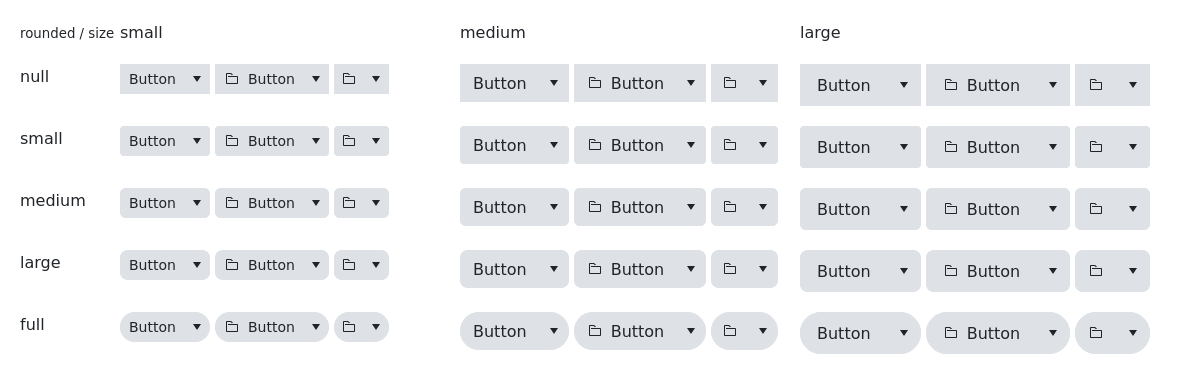 rounded / size small medium large
null Button Button Button Button Button Button
small Button Button Button Button Button Button
medium Button Button Button Button Button Button
large Button Button Button Button Button Button
full Button Button Button Button Button Button